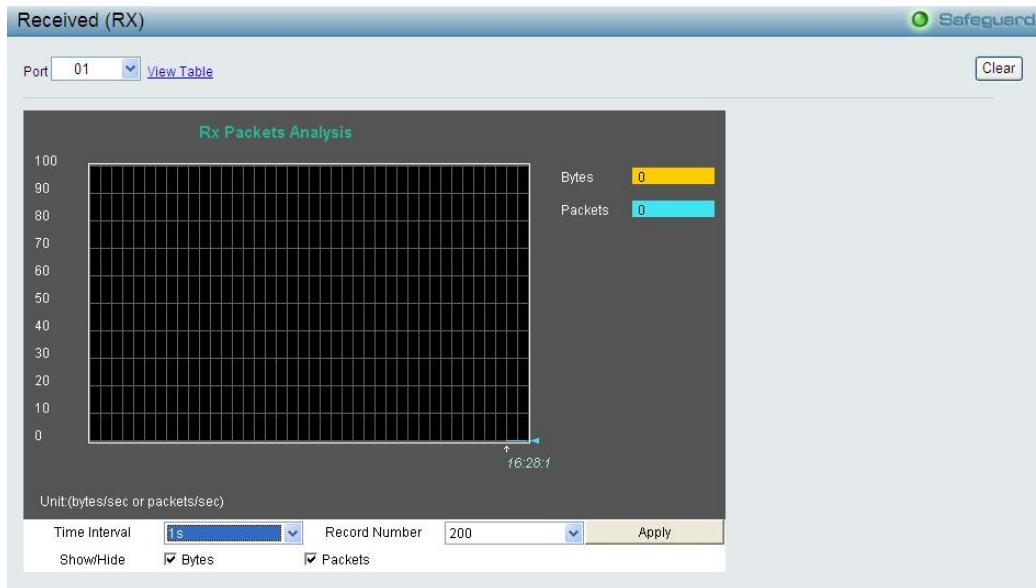 Received (RX)
Safeguard
Port 01 View Table
Clear
Rx Packets Analysis
100
90
80
70
60
50
40
30
20
10
0
Bytes 0
Packets 0
16:28:1
Unit:(bytes/sec or packets/sec)
Time Interval 1s Record Number 200 Apply
Show/Hide Bytes Packets